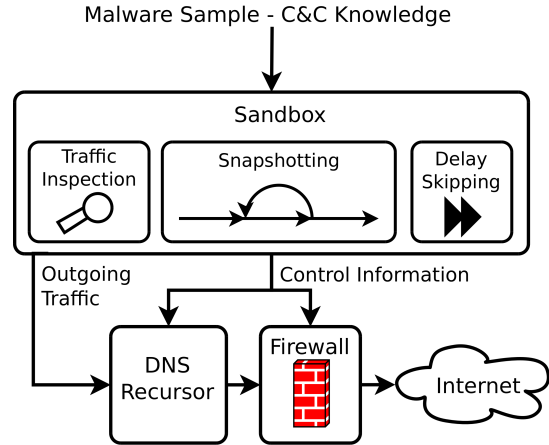 Malware Sample - C&C Knowledge
Sandbox
Traffic
Inspection
Snapshotting
Delay
Skipping
Outgoing
Traffic
Control Information
DNS
Recursor
Firewall
Internet